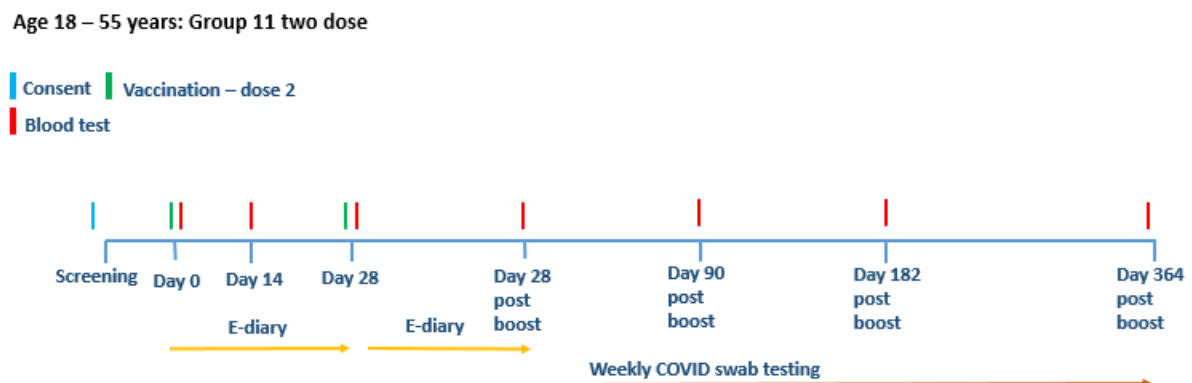 Age 18 – 55 years: Group 11 two dose
Consent
Vaccination – dose 2
Blood test
Screening
Day 0
Day 14
Day 28
Day 28
post
boost
Day 90
post
boost
Day 182
post
boost
Day 364
post
boost
E-diary
E-diary
Weekly COVID swab testing